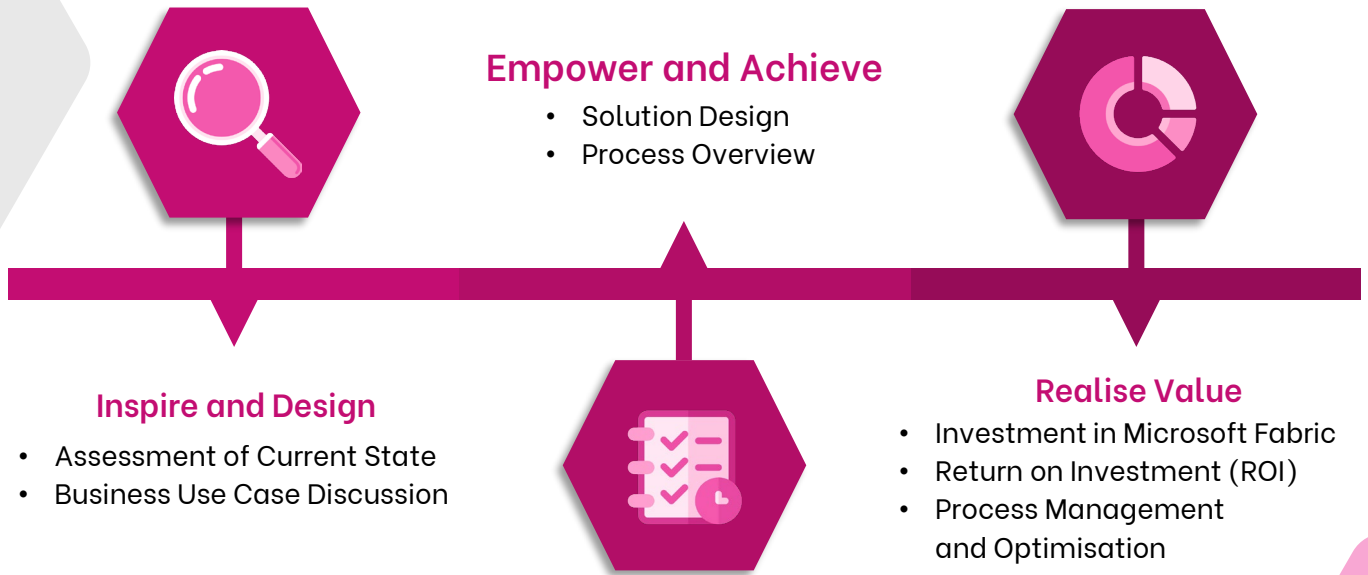 Empower and Achieve
• Solution Design
• Process Overview
Inspire and Design
• Assessment of Current State
• Business Use Case Discussion
Realise Value
• Investment in Microsoft Fabric
• Return on Investment (ROI)
• Process Management
and Optimisation